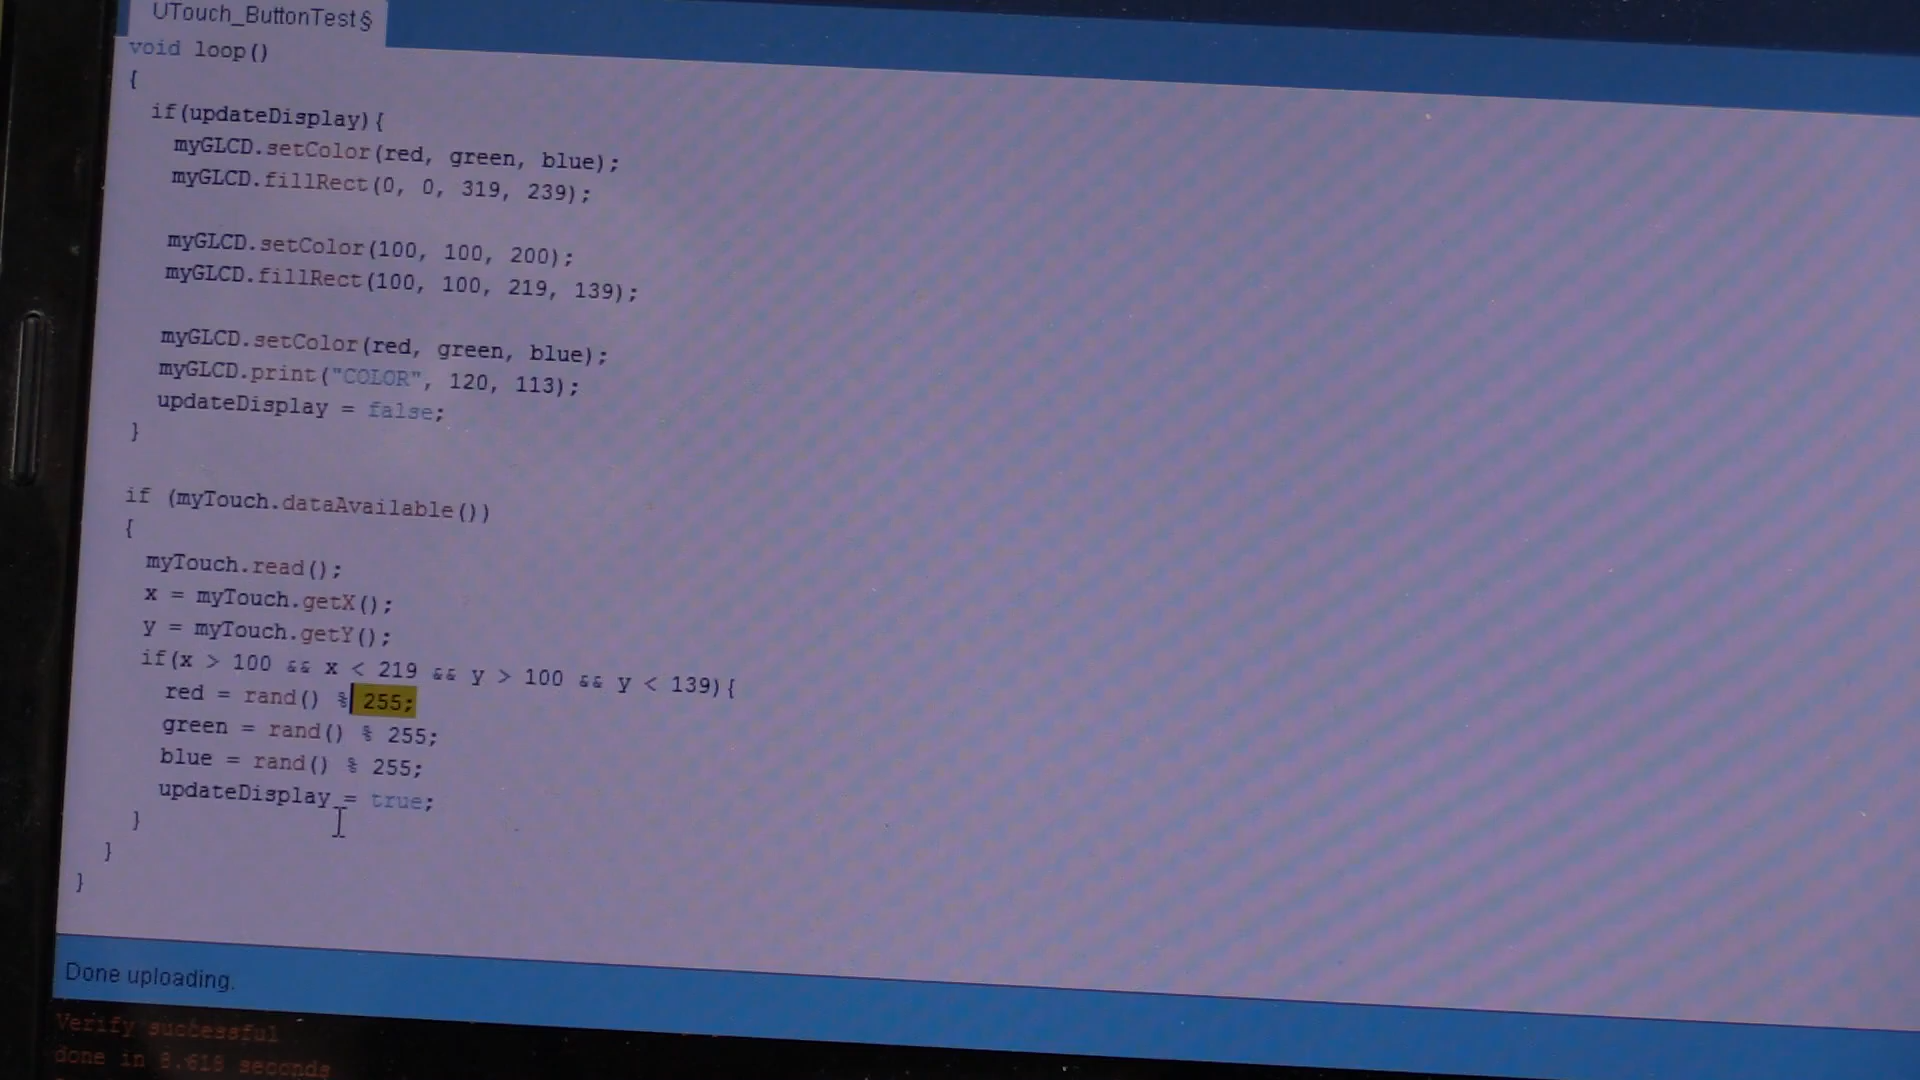 UTouch_ButtonTest§
void loop()
{
if(updateDisplay){
myGLCD.setColor(red, green, blue);
myGLCD.fillRect(0, 0, 319, 239);
myGLCD.setColor(100, 100, 200);
myGLCD.fillRect(100, 100, 219, 139);
myGLCD.setColor(red, green, blue);
myGLCD.print("COLOR", 120, 113);
updateDisplay = false;
}
if (myTouch.dataAvailable())
{
myTouch.read();
x = myTouch.getX();
y = myTouch.getY();
if(x > 100 && x < 219 && y > 100 && y < 139){
red = rand() % 255;
green = rand() % 255;
blue = rand() % 255;
updateDisplay = true;
}
}
}
Done uploading.
Verify successful
done in 8.618 seconds